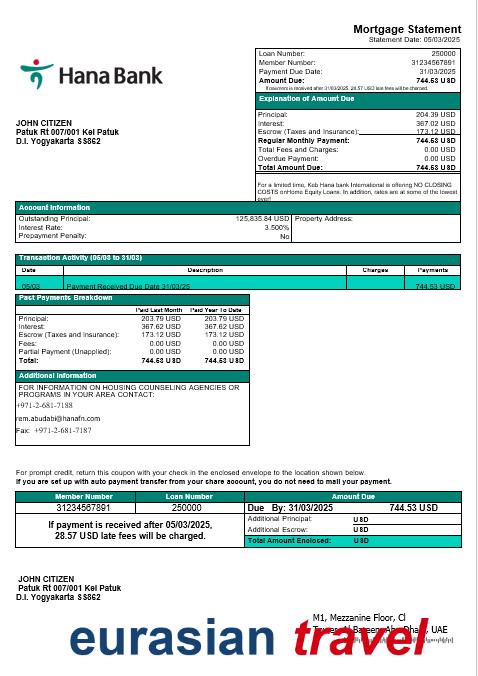 Mortgage Statement
Statement Date: 05/03/2025
Hana Bank
Loan Number: 250000
Member Number: 31234567891
Payment Due Date: 31/03/2025
Amount Due: 744.53 USD
If payment is received after 31/03/2025, 28.57 USD late fees will be charged.
Explanation of Amount Due
Principal: 204.39 USD
Interest: 367.02 USD
Escrow (Taxes and Insurance): 173.12 USD
Regular Monthly Payment: 744.53 USD
Total Fees and Charges: 0.00 USD
Overdue Payment: 0.00 USD
Total Amount Due: 744.53 USD
For a limited time, Keb Hana bank International is offering NO CLOSING
COSTS onHome Equity Loans. In addition, rates are at some of the lowest
ever!
JOHN CITIZEN
Patuk Rt 007/001 Kel Patuk
D.I. Yogyakarta SS862
Account Information
Outstanding Principal: 125,835.84 USD
Interest Rate: 3.500%
Prepayment Penalty: No
Property Address:
Transaction Activity (05/03 to 31/03)
Date Description Charges Payments
05/03 Payment Received Due Date 31/03/25 744.53 USD
Past Payments Breakdown
Paid Last Month Paid Year To Date
Principal: 203.79 USD 203.79 USD
Interest: 367.62 USD 367.62 USD
Escrow (Taxes and Insurance): 173.12 USD 173.12 USD
Fees: 0.00 USD 0.00 USD
Partial Payment (Unapplied): 0.00 USD 0.00 USD
Total: 744.53 USD 744.53 USD
Additional Information
FOR INFORMATION ON HOUSING COUNSELING AGENCIES OR
PROGRAMS IN YOUR AREA CONTACT:
+971-2-681-7188
rem.abudabi@hanafn.com
Fax: +971-2-681-7187
For prompt credit, return this coupon with your check in the enclosed envelope to the location shown below.
If you are set up with auto payment transfer from your share account, you do not need to mail your payment.
Member Number Loan Number Amount Due
31234567891 250000 Due By: 31/03/2025 744.53 USD
If payment is received after 05/03/2025,
28.57 USD late fees will be charged.
Additional Principal: USD
Additional Escrow: USD
Total Amount Enclosed: USD
JOHN CITIZEN
Patuk Rt 007/001 Kel Patuk
D.I. Yogyakarta SS862
M1, Mezzanine Floor, Cl
Towers, Al Bateen, Abu Dhabi, UAE
eurasian travel